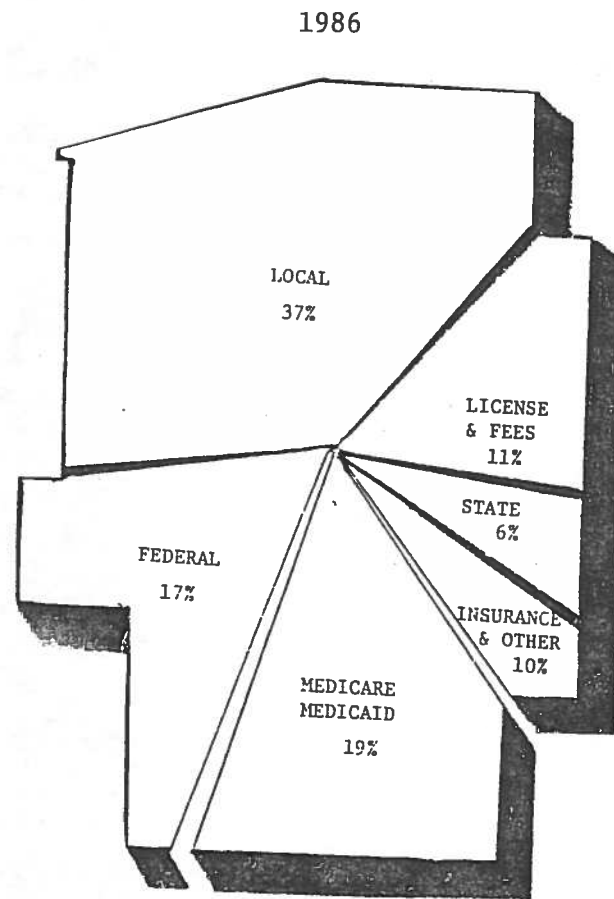 1986
LOCAL
37%
LICENSE
& FEES
11%
STATE
6%
FEDERAL
17%
INSURANCE
& OTHER
10%
MEDICARE
MEDICAID
19%